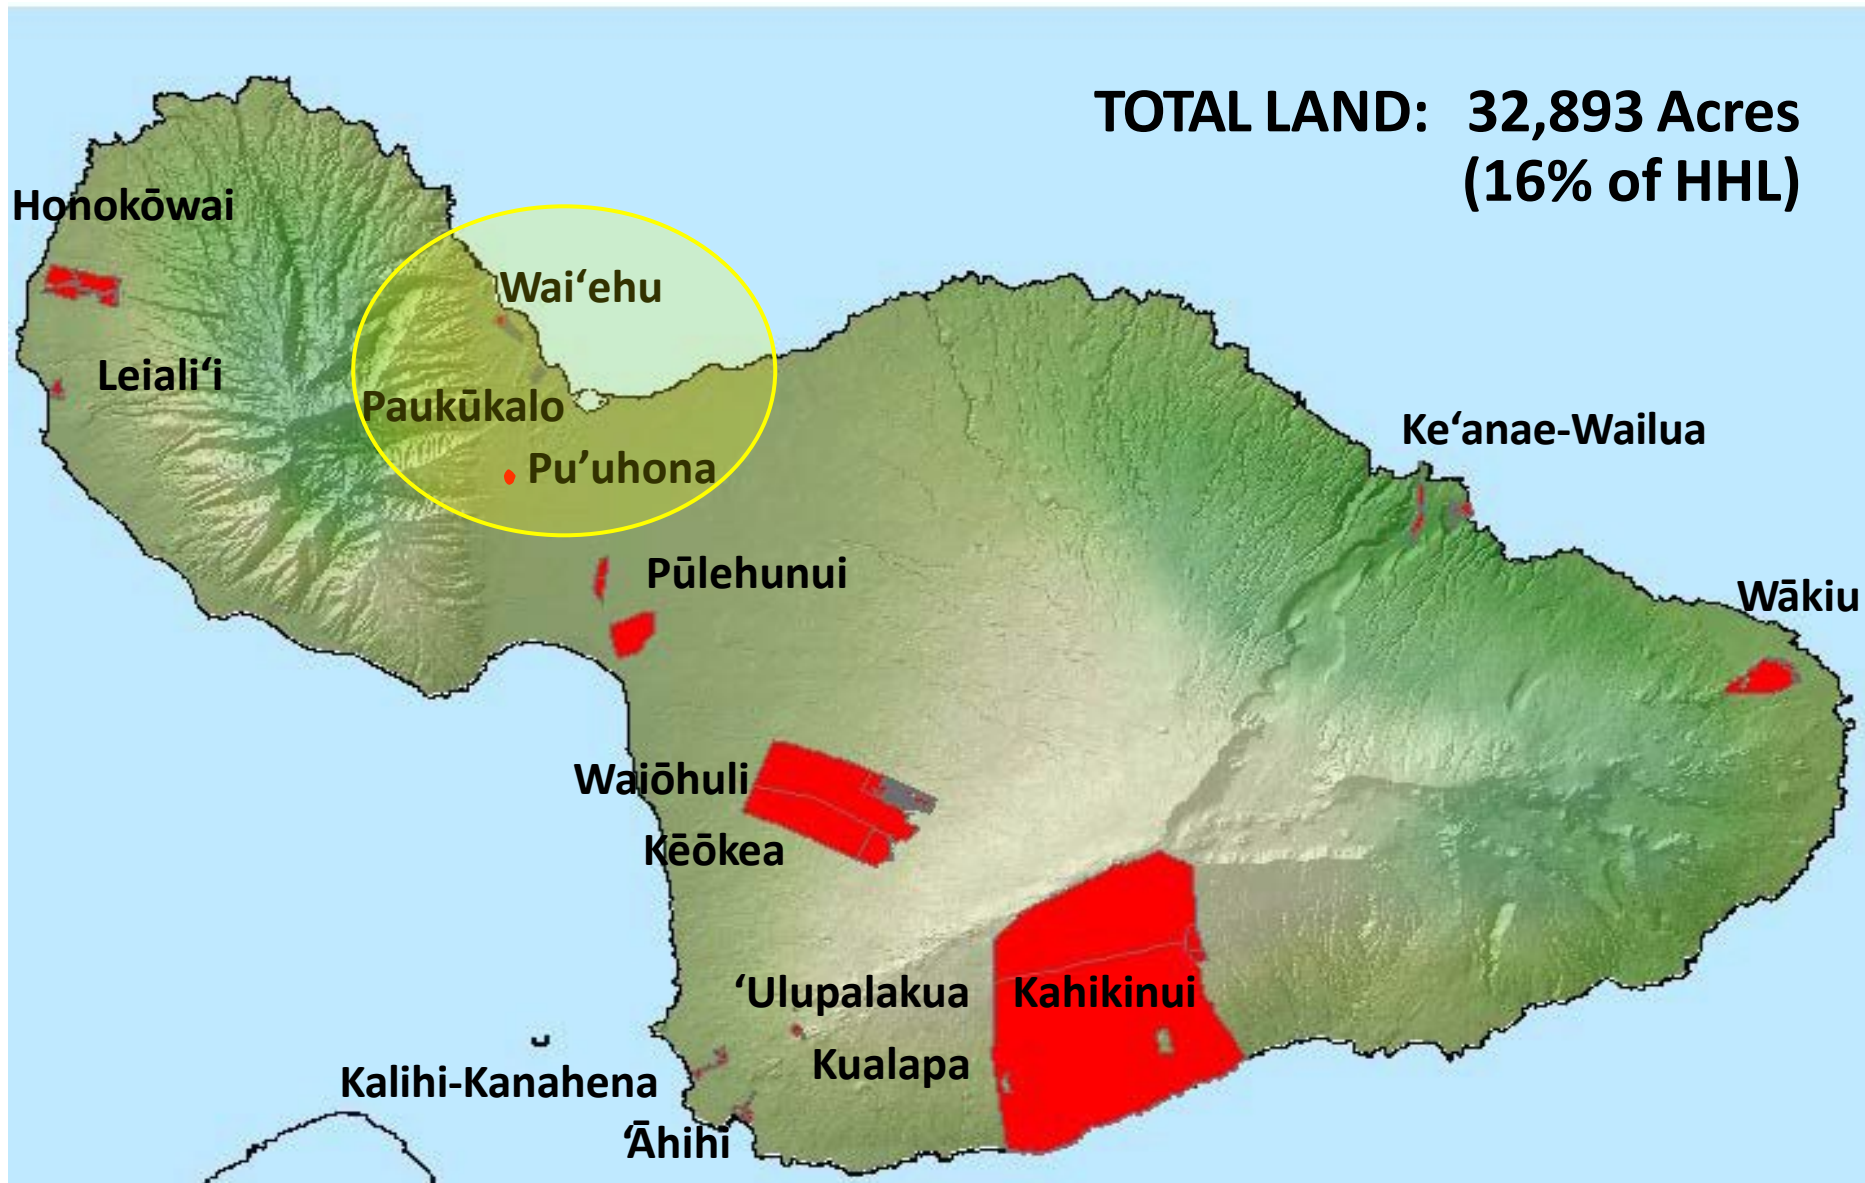 TOTAL LAND: 32,893 Acres
(16% of HHL)
Honokōwai
Wai‘ehu
Leiali‘i
Paukūkalo
Pu’uhona
Ke‘anae-Wailua
Pūlehunui
Wākiu
Waiōhuli
Kēōkea
‘Ulupalakua
Kahikinui
Kualapa
Kalihi-Kanahena
‘Āhihi